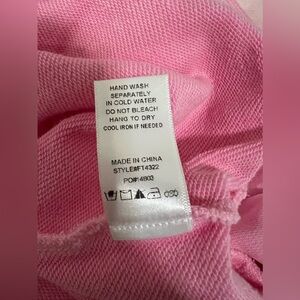 HAND WASH
SEPARATELY
IN COLD WATER
DO NOT BLEACH
HANG TO DRY
COOL IRON IF NEEDED
MADE IN CHINA
STYLE#FT4322
PO#14803